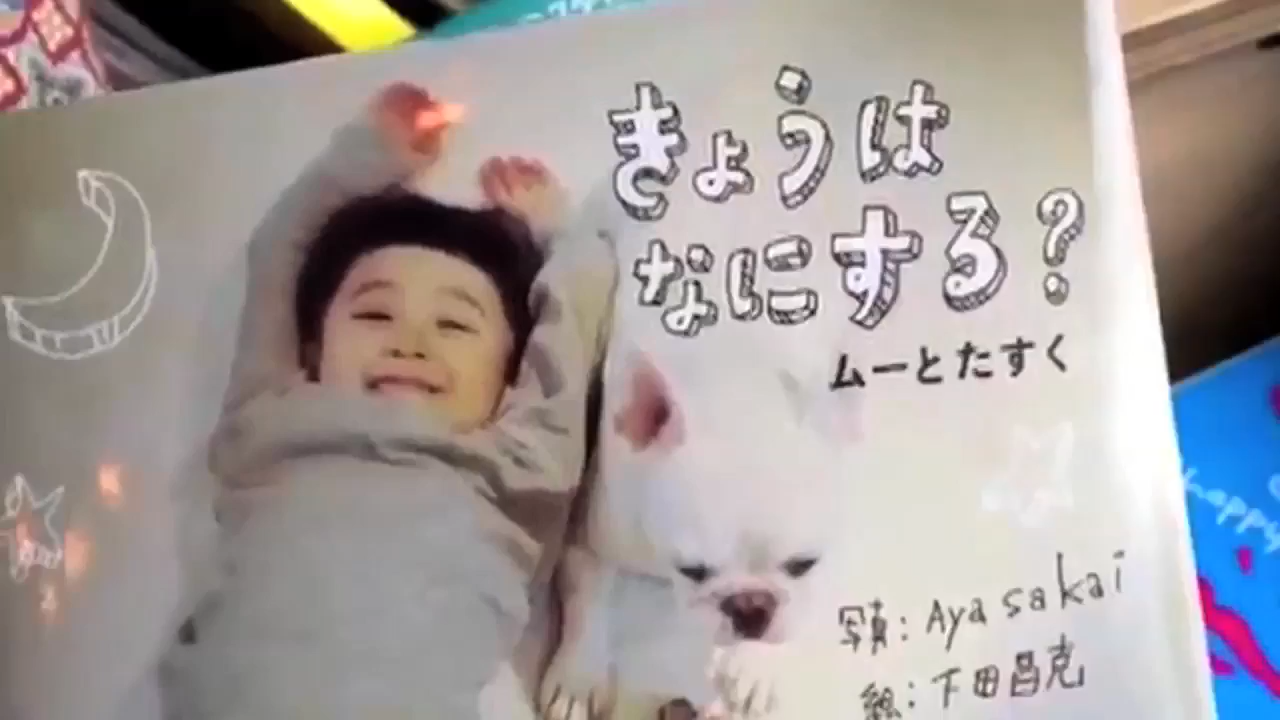 きょうは
なにする?
ムーとたすく
写真:Aya sakai
絵:下田昌克
happy